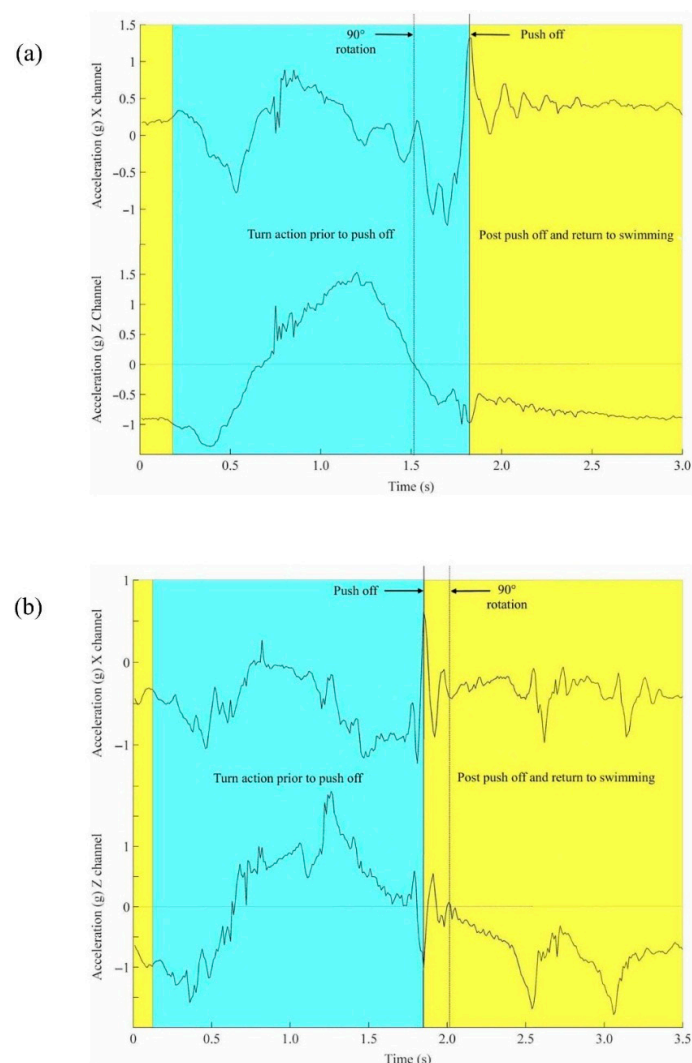 (a)
90°
rotation
Push off
Acceleration (g) X channel
1.5
1
0.5
0
−0.5
−1
Turn action prior to push off
Post push off and return to swimming
Acceleration (g) Z Channel
1.5
1
0.5
0
−0.5
−1
0
0.5
1.0
1.5
2.0
2.5
3.0
Time (s)
(b)
Push off
90°
rotation
Acceleration (g) X channel
1
0
−1
Turn action prior to push off
Post push off and return to swimming
Acceleration (g) Z channel
1
0
−1
0
0.5
1.0
1.5
2.0
2.5
3.0
3.5
Time (s)